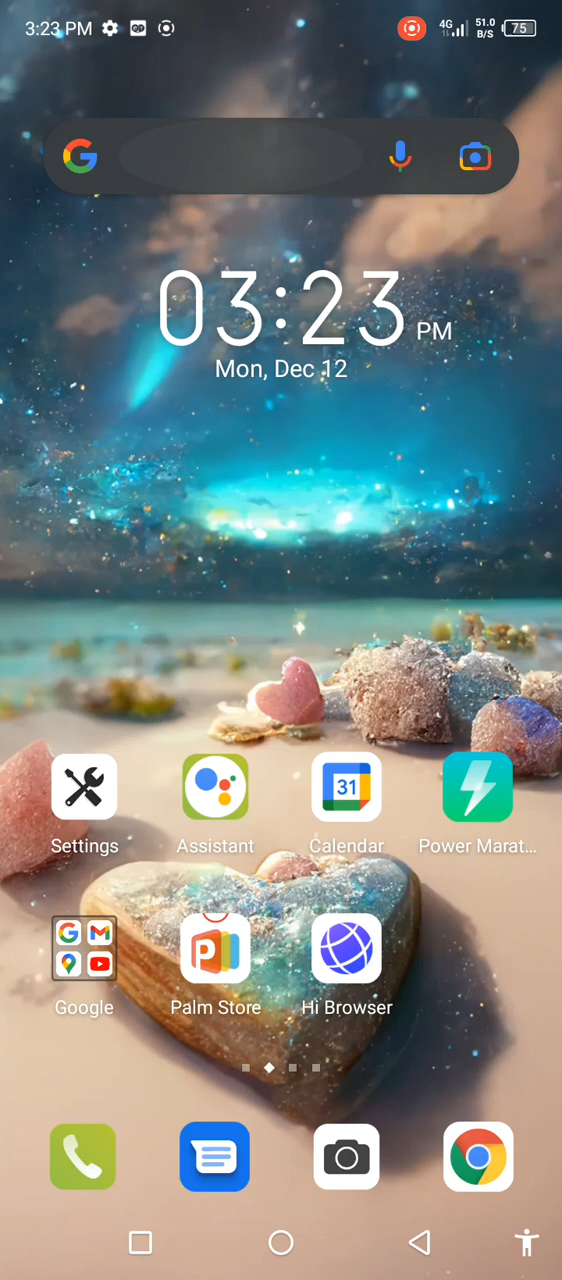 3:23 PM
4G
51.0
B/S
75
03:23 PM
Mon, Dec 12
Settings
Assistant
31
Calendar
Power Marat...
Google
Palm Store
Hi Browser